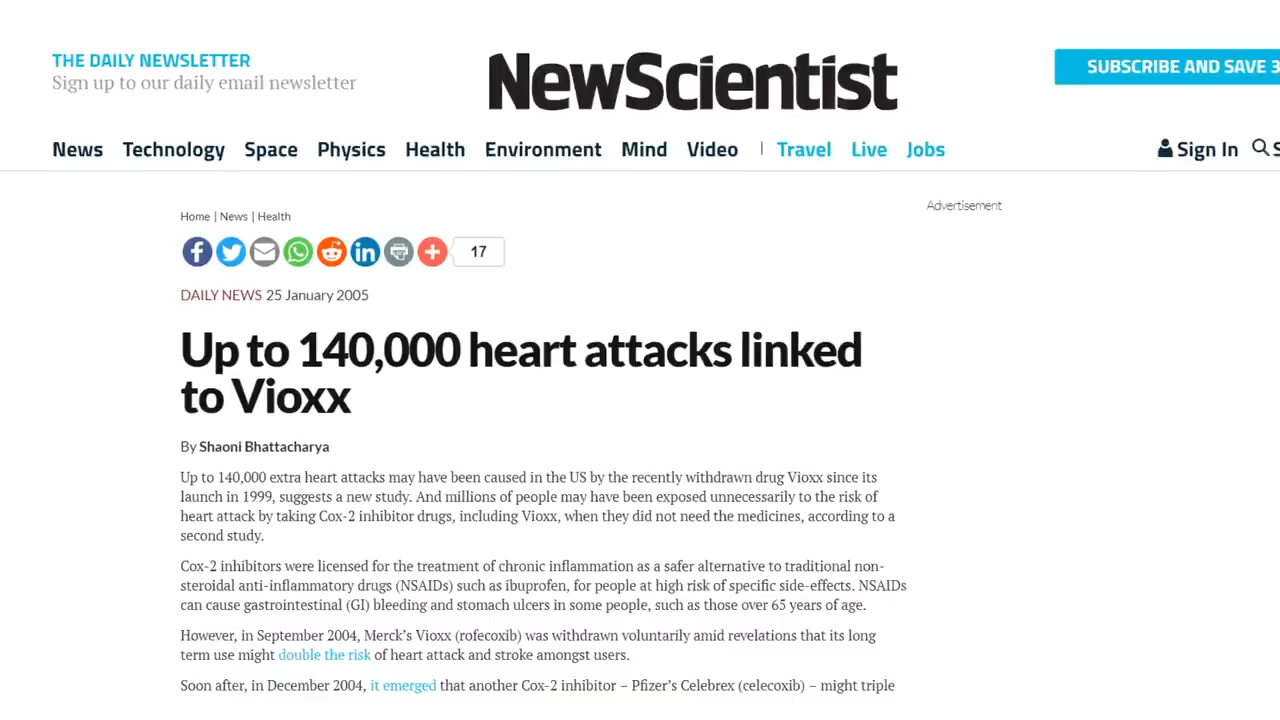 THE DAILY NEWSLETTER
Sign up to our daily email newsletter
NewScientist
SUBSCRIBE AND SAVE 3
News Technology Space Physics Health Environment Mind Video | Travel Live Jobs
Sign In S
Advertisement
Home | News | Health
17
DAILY NEWS 25 January 2005
Up to 140,000 heart attacks linked
to Vioxx
By Shaoni Bhattacharya
Up to 140,000 extra heart attacks may have been caused in the US by the recently withdrawn drug Vioxx since its
launch in 1999, suggests a new study. And millions of people may have been exposed unnecessarily to the risk of
heart attack by taking Cox-2 inhibitor drugs, including Vioxx, when they did not need the medicines, according to a
second study.
Cox-2 inhibitors were licensed for the treatment of chronic inflammation as a safer alternative to traditional non-
steroidal anti-inflammatory drugs (NSAIDs) such as ibuprofen, for people at high risk of specific side-effects. NSAIDs
can cause gastrointestinal (GI) bleeding and stomach ulcers in some people, such as those over 65 years of age.
However, in September 2004, Merck's Vioxx (rofecoxib) was withdrawn voluntarily amid revelations that its long
term use might double the risk of heart attack and stroke amongst users.
Soon after, in December 2004, it emerged that another Cox-2 inhibitor – Pfizer's Celebrex (celecoxib) – might triple